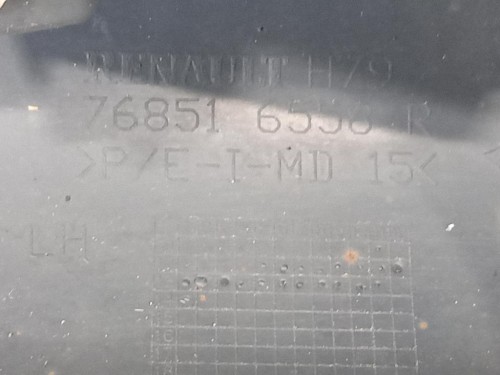 RENAULT H79
76851 6556 R
>P/E-I-MD 15<
LH